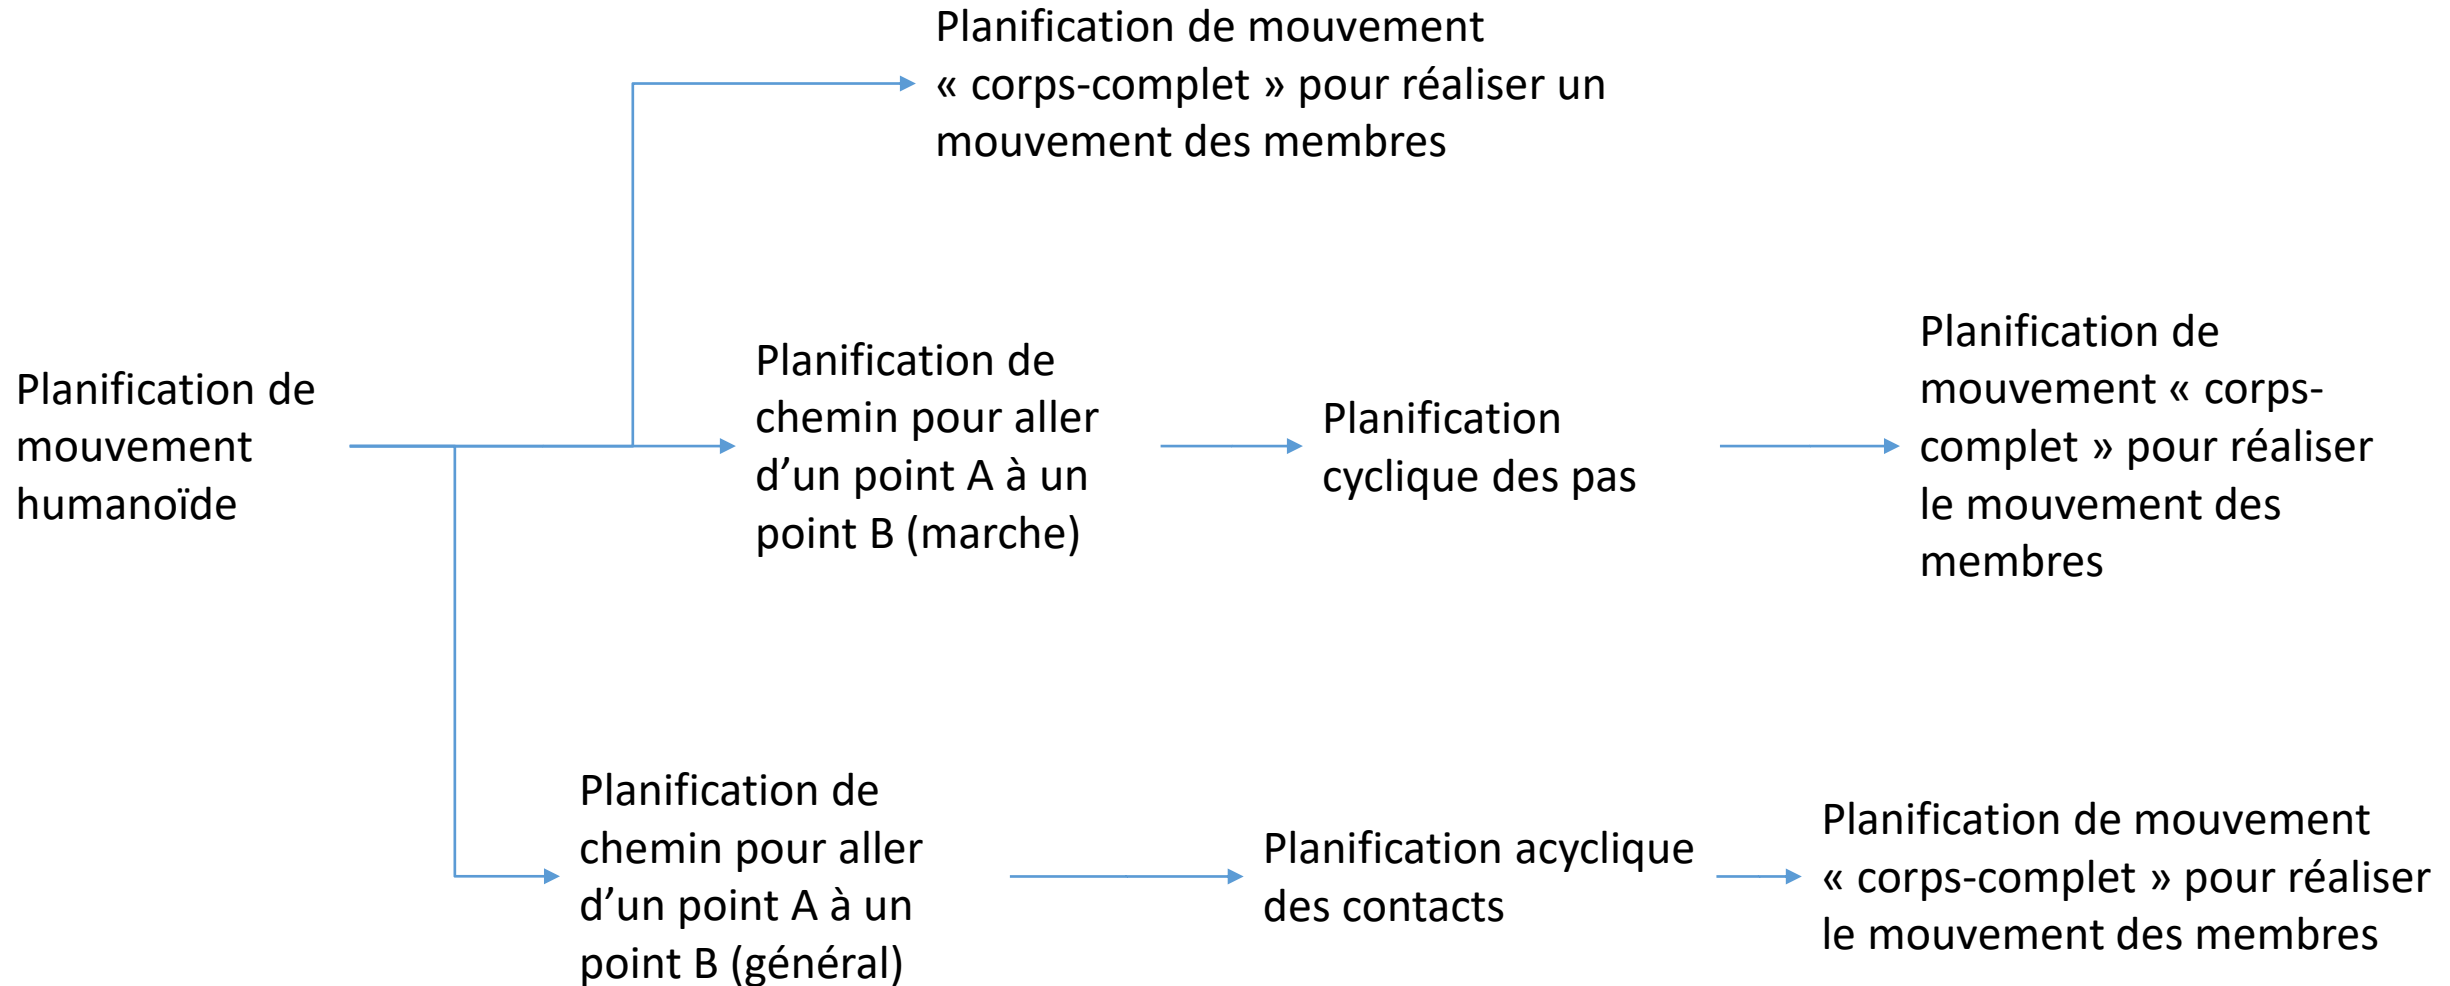 Planification de mouvement
« corps-complet » pour réaliser un
mouvement des membres
Planification de
mouvement
humanoïde
Planification de
chemin pour aller
d’un point A à un
point B (marche)
Planification
cyclique des pas
Planification de
mouvement « corps-
complet » pour réaliser
le mouvement des
membres
Planification de
chemin pour aller
d’un point A à un
point B (général)
Planification acyclique
des contacts
Planification de mouvement
« corps-complet » pour réaliser
le mouvement des membres